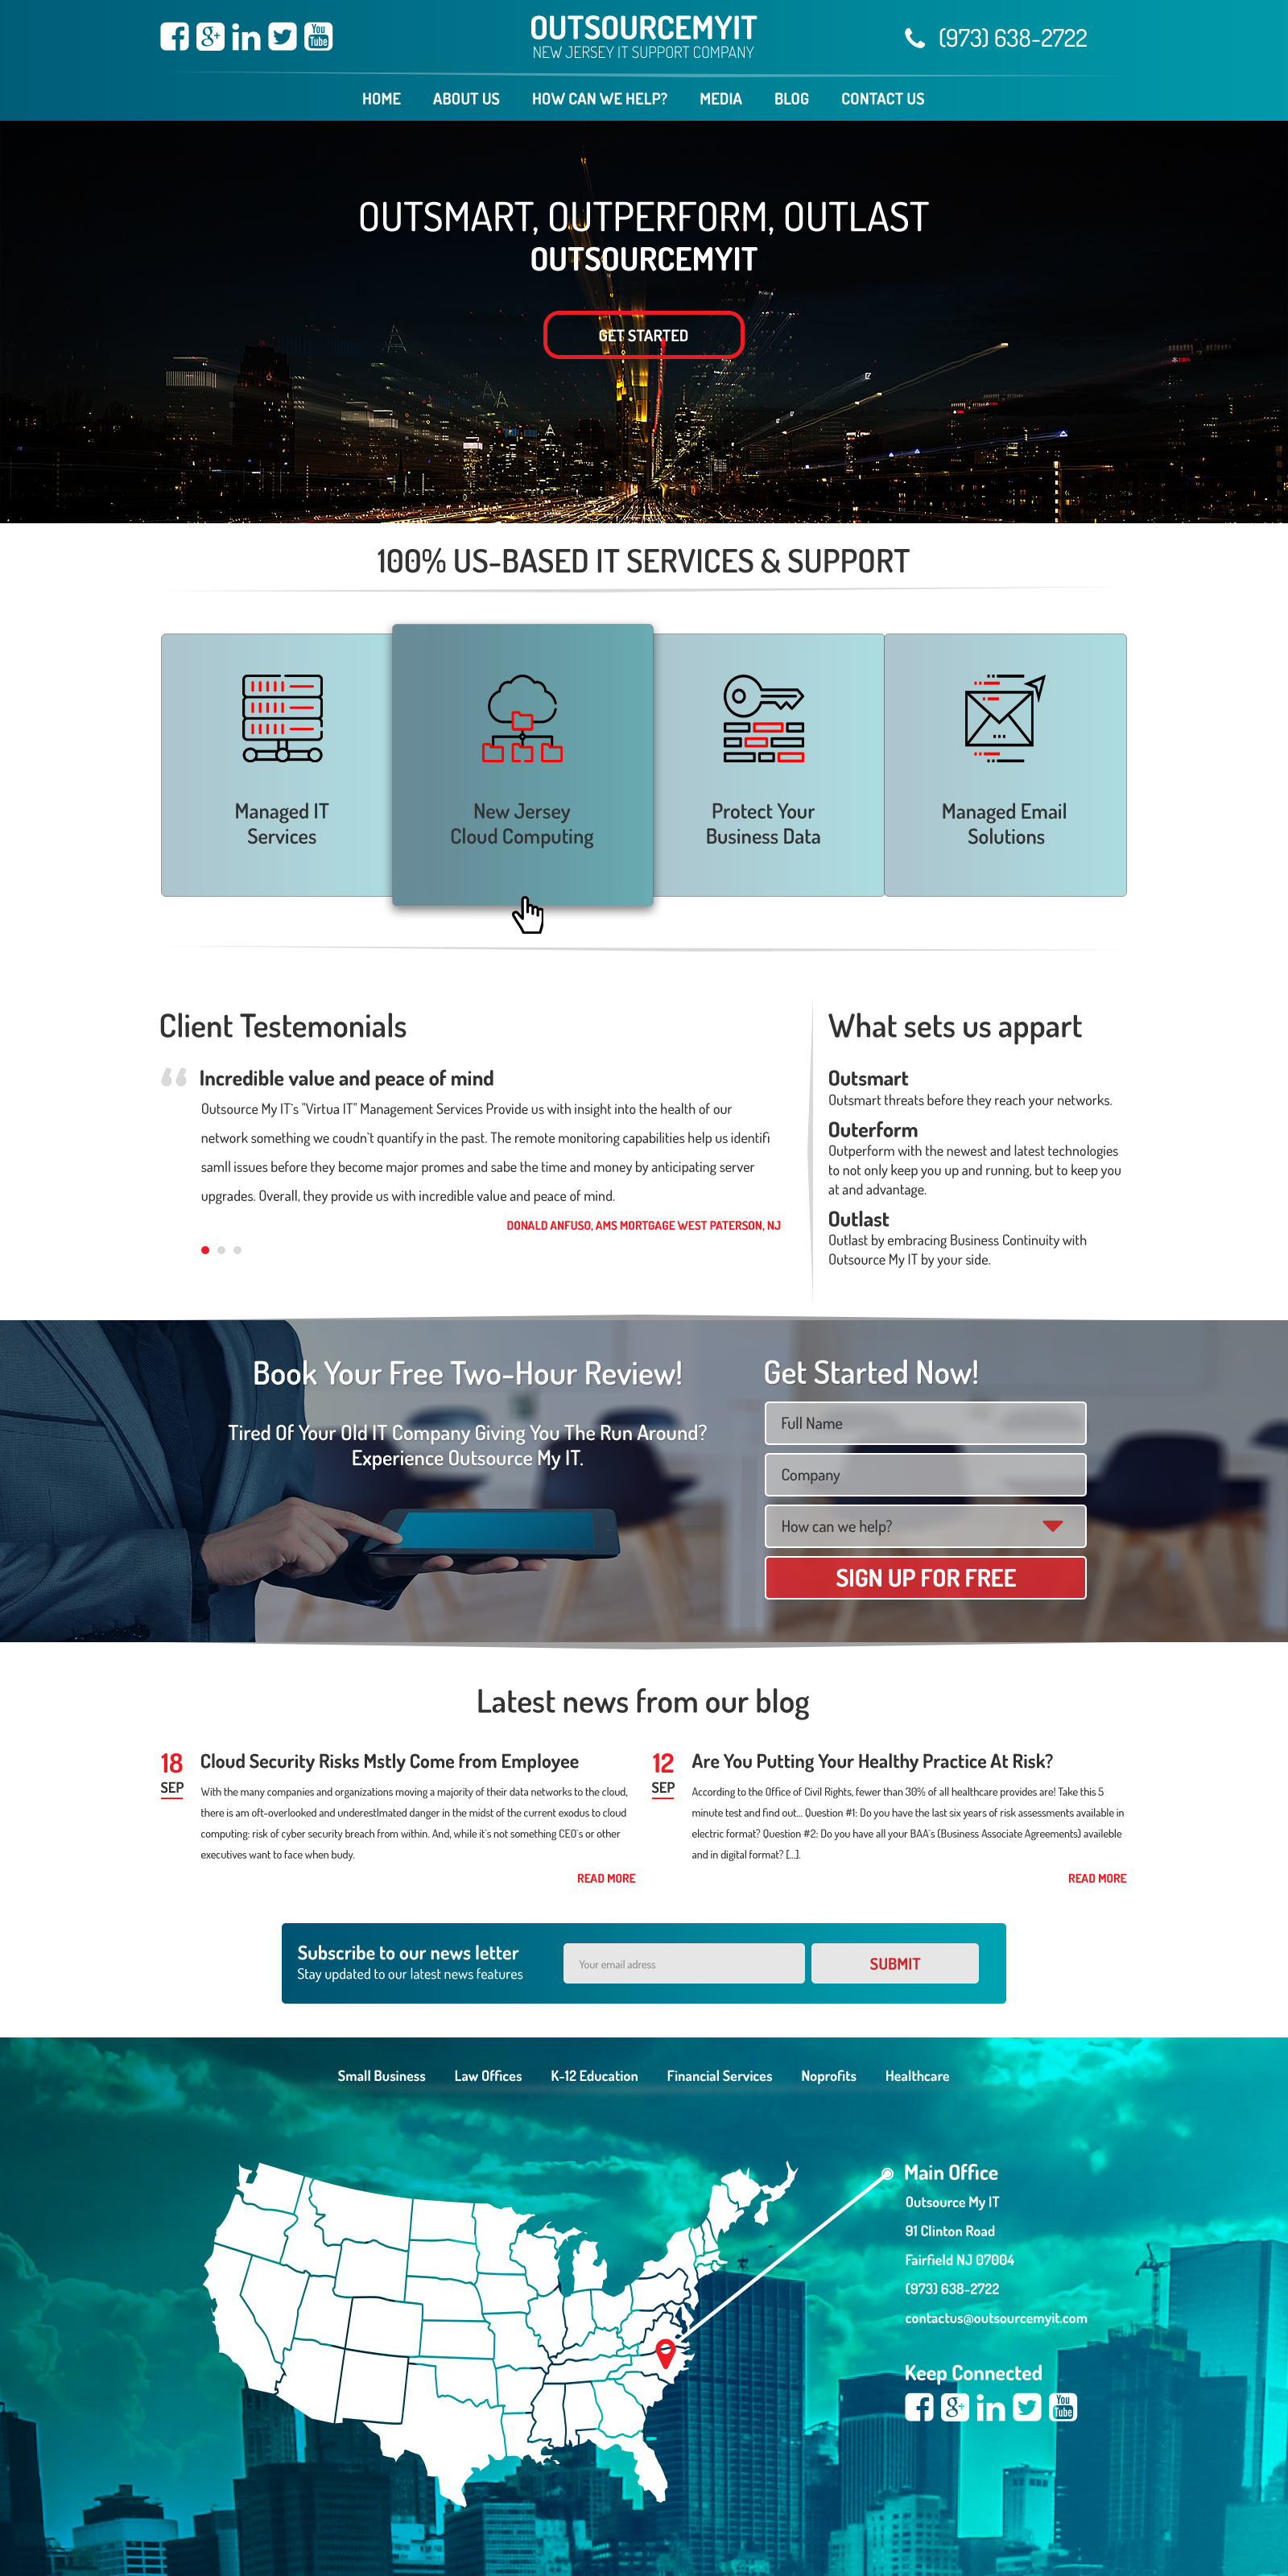 OUTSOURCEMYIT
NEW JERSEY IT SUPPORT COMPANY
(973) 638-2722
HOME ABOUT US HOW CAN WE HELP? MEDIA BLOG CONTACT US
OUTSMART, OUTPERFORM, OUTLAST
OUTSOURCEMYIT
GET STARTED
100% US-BASED IT SERVICES & SUPPORT
Managed IT
Services
New Jersey
Cloud Computing
Protect Your
Business Data
Managed Email
Solutions
Client Testemonials
Incredible value and peace of mind
Outsource My IT`s "Virtua IT" Management Services Provide us with insight into the health of our
network something we coudn`t quantify in the past. The remote monitoring capabilities help us identifi
samll issues before they become major promes and sabe the time and money by anticipating server
upgrades. Overall, they provide us with incredible value and peace of mind.
DONALD ANFUSO, AMS MORTGAGE WEST PATERSON, NJ
What sets us appart
Outsmart
Outsmart threats before they reach your networks.
Outerform
Outperform with the newest and latest technologies
to not only keep you up and running, but to keep you
at and advantage.
Outlast
Outlast by embracing Business Continuity with
Outsource My IT by your side.
Book Your Free Two-Hour Review!
Tired Of Your Old IT Company Giving You The Run Around?
Experience Outsource My IT.
Get Started Now!
Full Name
Company
How can we help?
SIGN UP FOR FREE
Latest news from our blog
18
SEP
Cloud Security Risks Mstly Come from Employee
With the many companies and organizations moving a majority of their data networks to the cloud,
there is am oft-overlooked and underestlmated danger in the midst of the current exodus to cloud
computing: risk of cyber security breach from within. And, while it`s not something CEO`s or other
executives want to face when budy.
READ MORE
12
SEP
Are You Putting Your Healthy Practice At Risk?
According to the Office of Civil Rights, fewer than 30% of all healthcare provides are! Take this 5
minute test and find out... Question #1: Do you have the last six years of risk assessments available in
electric format? Question #2: Do you have all your BAA`s (Business Associate Agreements) availeble
and in digital format? [...].
READ MORE
Subscribe to our news letter
Stay updated to our latest news features
Your email adress
SUBMIT
Small Business Law Offices K-12 Education Financial Services Noprofits Healthcare
Main Office
Outsource My IT
91 Clinton Road
Fairfield NJ 07004
(973) 638-2722
contactus@outsourcemyit.com
Keep Connected